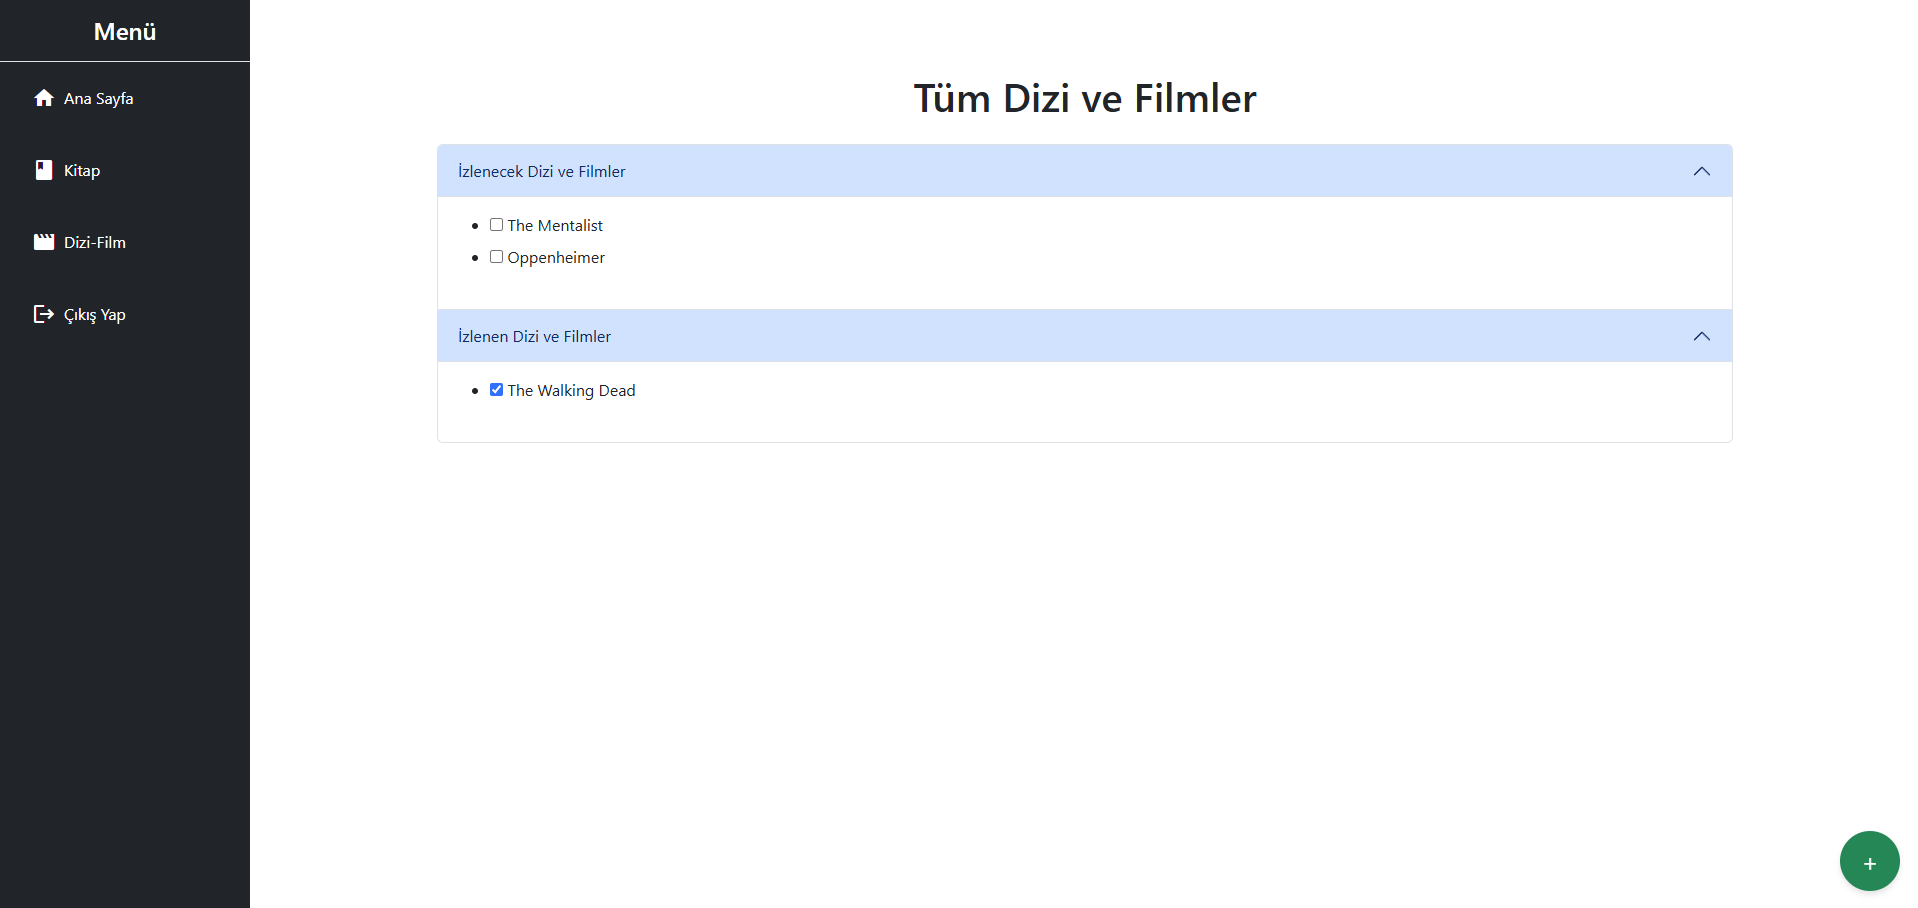 Menü
Ana Sayfa
Kitap
Dizi-Film
Çıkış Yap
Tüm Dizi ve Filmler
İzlenecek Dizi ve Filmler
The Mentalist
Oppenheimer
İzlenen Dizi ve Filmler
The Walking Dead
+